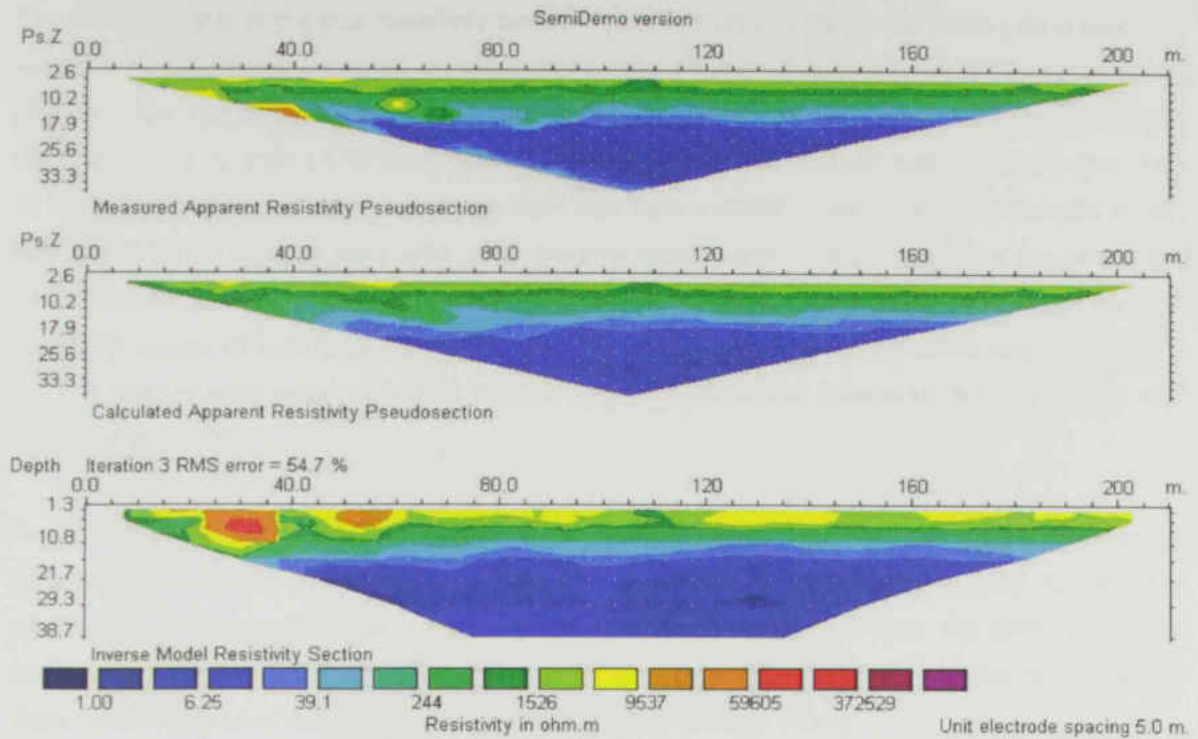 SemiDemo version
Ps.Z 0.0 40.0 80.0 120 160 200 m.
2.6
10.2
17.9
25.6
33.3
Measured Apparent Resistivity Pseudosection
Ps.Z 0.0 40.0 80.0 120 160 200 m.
2.6
10.2
17.9
25.6
33.3
Calculated Apparent Resistivity Pseudosection
Depth Iteration 3 RMS error = 54.7 %
0.0 40.0 80.0 120 160 200 m.
1.3
10.8
21.7
29.3
38.7
Inverse Model Resistivity Section
1.00 6.25 39.1 244 1526 9537 59605 372529
Resistivity in ohm.m Unit electrode spacing 5.0 m.